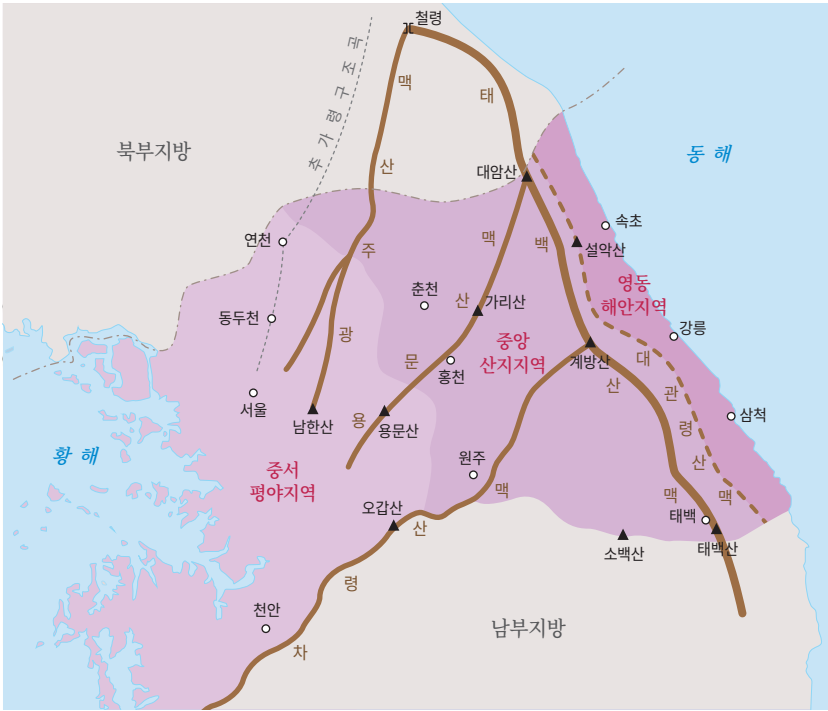 철령
추가령구조곡
태백산맥
북부지방
동해
대암산
속초
연천
설악산
영동
해안지역
광주산맥
춘천
가리산
동두천
중앙
산지지역
강릉
계방산
홍천
대관령산맥
서울
남한산
용문산맥
용문산
삼척
황해
중서
평야지역
원주
오갑산
태백
태백산
소백산
차령산맥
천안
남부지방